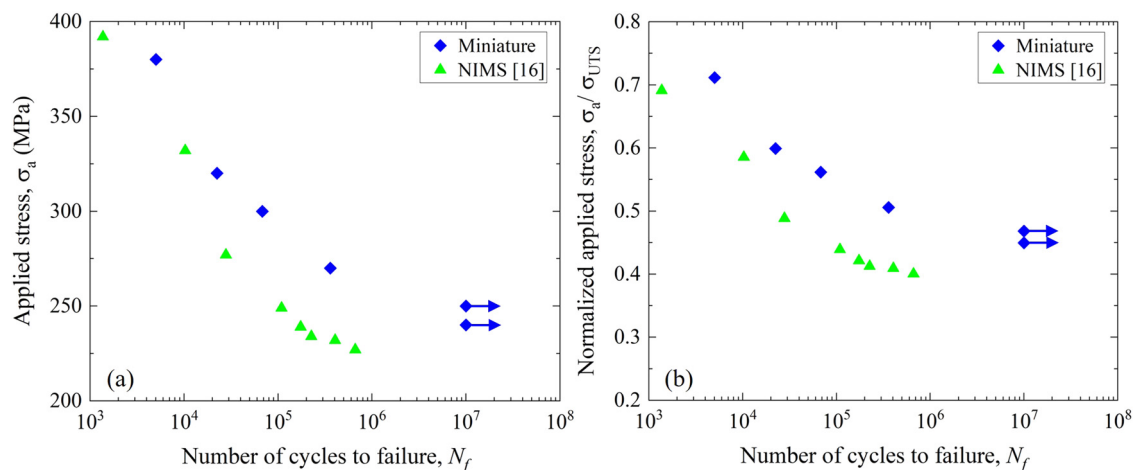 400
350
300
250
200
Applied stress, σa (MPa)
Miniature
NIMS [16]
(a)
10³ 10⁴ 10⁵ 10⁶ 10⁷ 10⁸
Number of cycles to failure, Nf
0.8
0.7
0.6
0.5
0.4
0.3
0.2
Normalized applied stress, σa/ σUTS
Miniature
NIMS [16]
(b)
10³ 10⁴ 10⁵ 10⁶ 10⁷ 10⁸
Number of cycles to failure, Nf